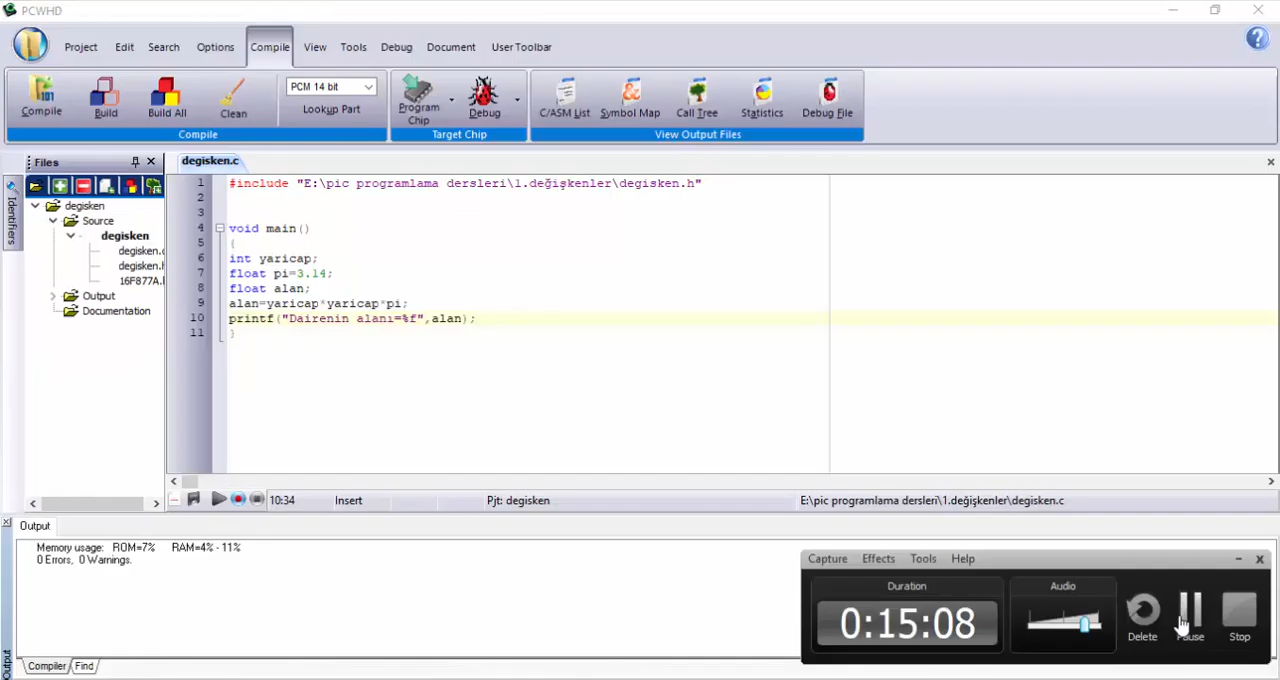 PCWHD
Project Edit Search Options Compile View Tools Debug Document User Toolbar
Compile Build Build All Clean PCM 14 bit Lookup Part Program Chip Debug C/ASM List Symbol Map Call Tree Statistics Debug File
Compile Target Chip View Output Files
Files
degisken.c
Identifiers
degisken
Source
degisken
degisken.
degisken.
16F877A.
Output
Documentation
1 #include "E:\pic programlama dersleri\1.değişkenler\degisken.h"
2
3
4 void main()
5 {
6 int yaricap;
7 float pi=3.14;
8 float alan;
9 alan=yaricap*yaricap*pi;
10 printf("Dairenin alanı=%f",alan);
11 }
10:34 Insert Pjt: degisken E:\pic programlama dersleri\1.değişkenler\degisken.c
Output
Memory usage: ROM=7% RAM=4% - 11%
0 Errors, 0 Warnings.
Output
Compiler Find
Capture Effects Tools Help
Duration Audio
0:15:08
Delete Pause Stop